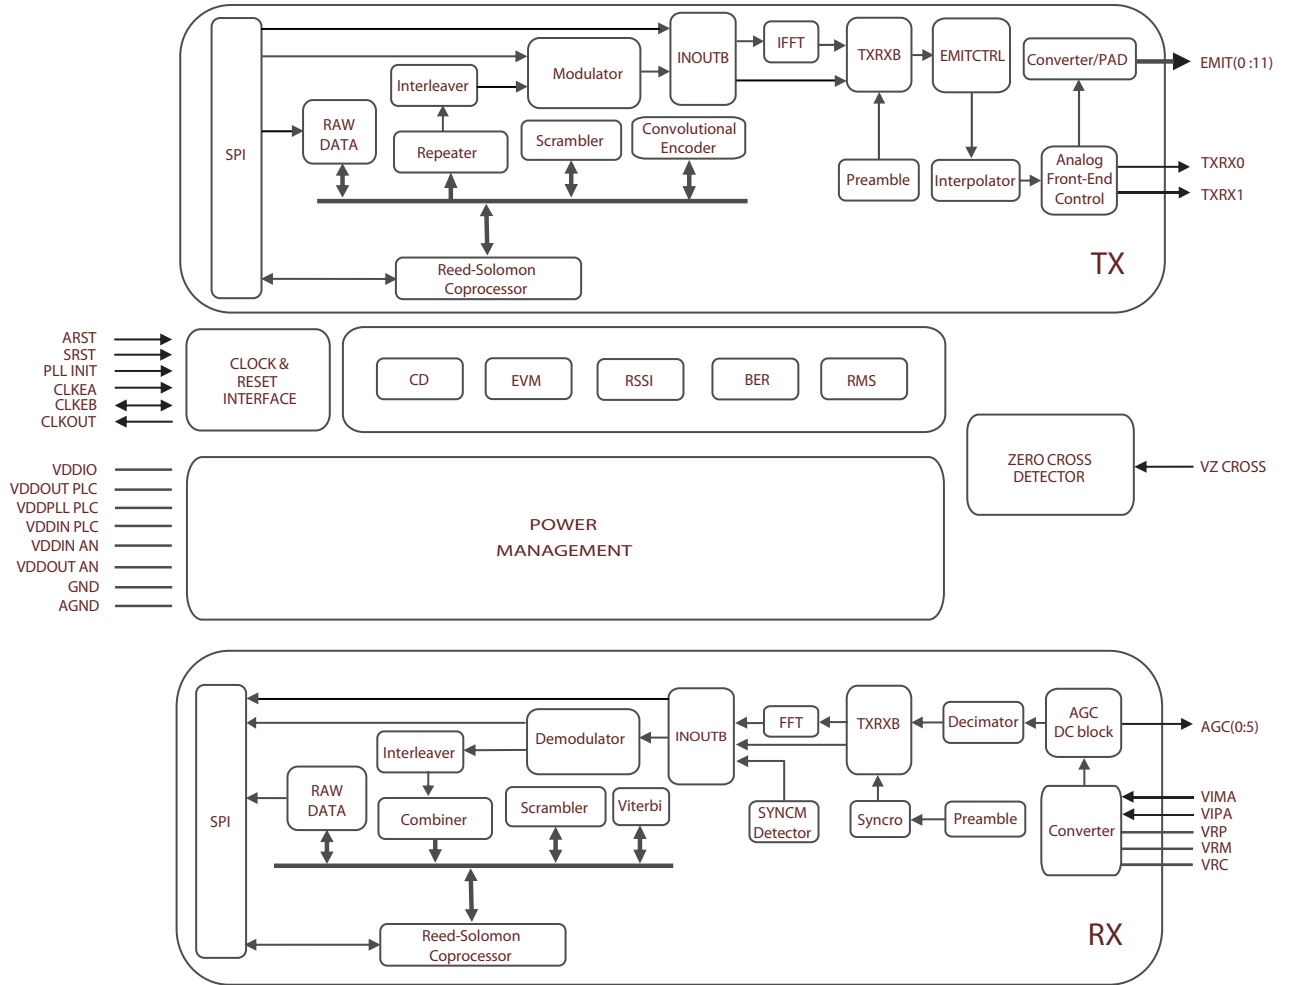 SPI
RAW
DATA
Interleaver
Repeater
Modulator
Scrambler
Convolutional
Encoder
INOUTB
IFFT
TXRXB
EMITCTRL
Converter/PAD
EMIT(0 :11)
Preamble
Interpolator
Analog
Front-End
Control
TXRX0
TXRX1
Reed-Solomon
Coprocessor
TX
ARST
SRST
PLL INIT
CLKEA
CLKEB
CLKOUT
CLOCK &
RESET
INTERFACE
CD
EVM
RSSI
BER
RMS
ZERO CROSS
DETECTOR
VZ CROSS
VDDIO
VDDOUT PLC
VDDPLL PLC
VDDIN PLC
VDDIN AN
VDDOUT AN
GND
AGND
POWER
MANAGEMENT
SPI
RAW
DATA
Interleaver
Combiner
Demodulator
Scrambler
Viterbi
INOUTB
FFT
TXRXB
Decimator
AGC
DC block
AGC(0:5)
SYNCM
Detector
Syncro
Preamble
Converter
VIMA
VIPA
VRP
VRM
VRC
Reed-Solomon
Coprocessor
RX